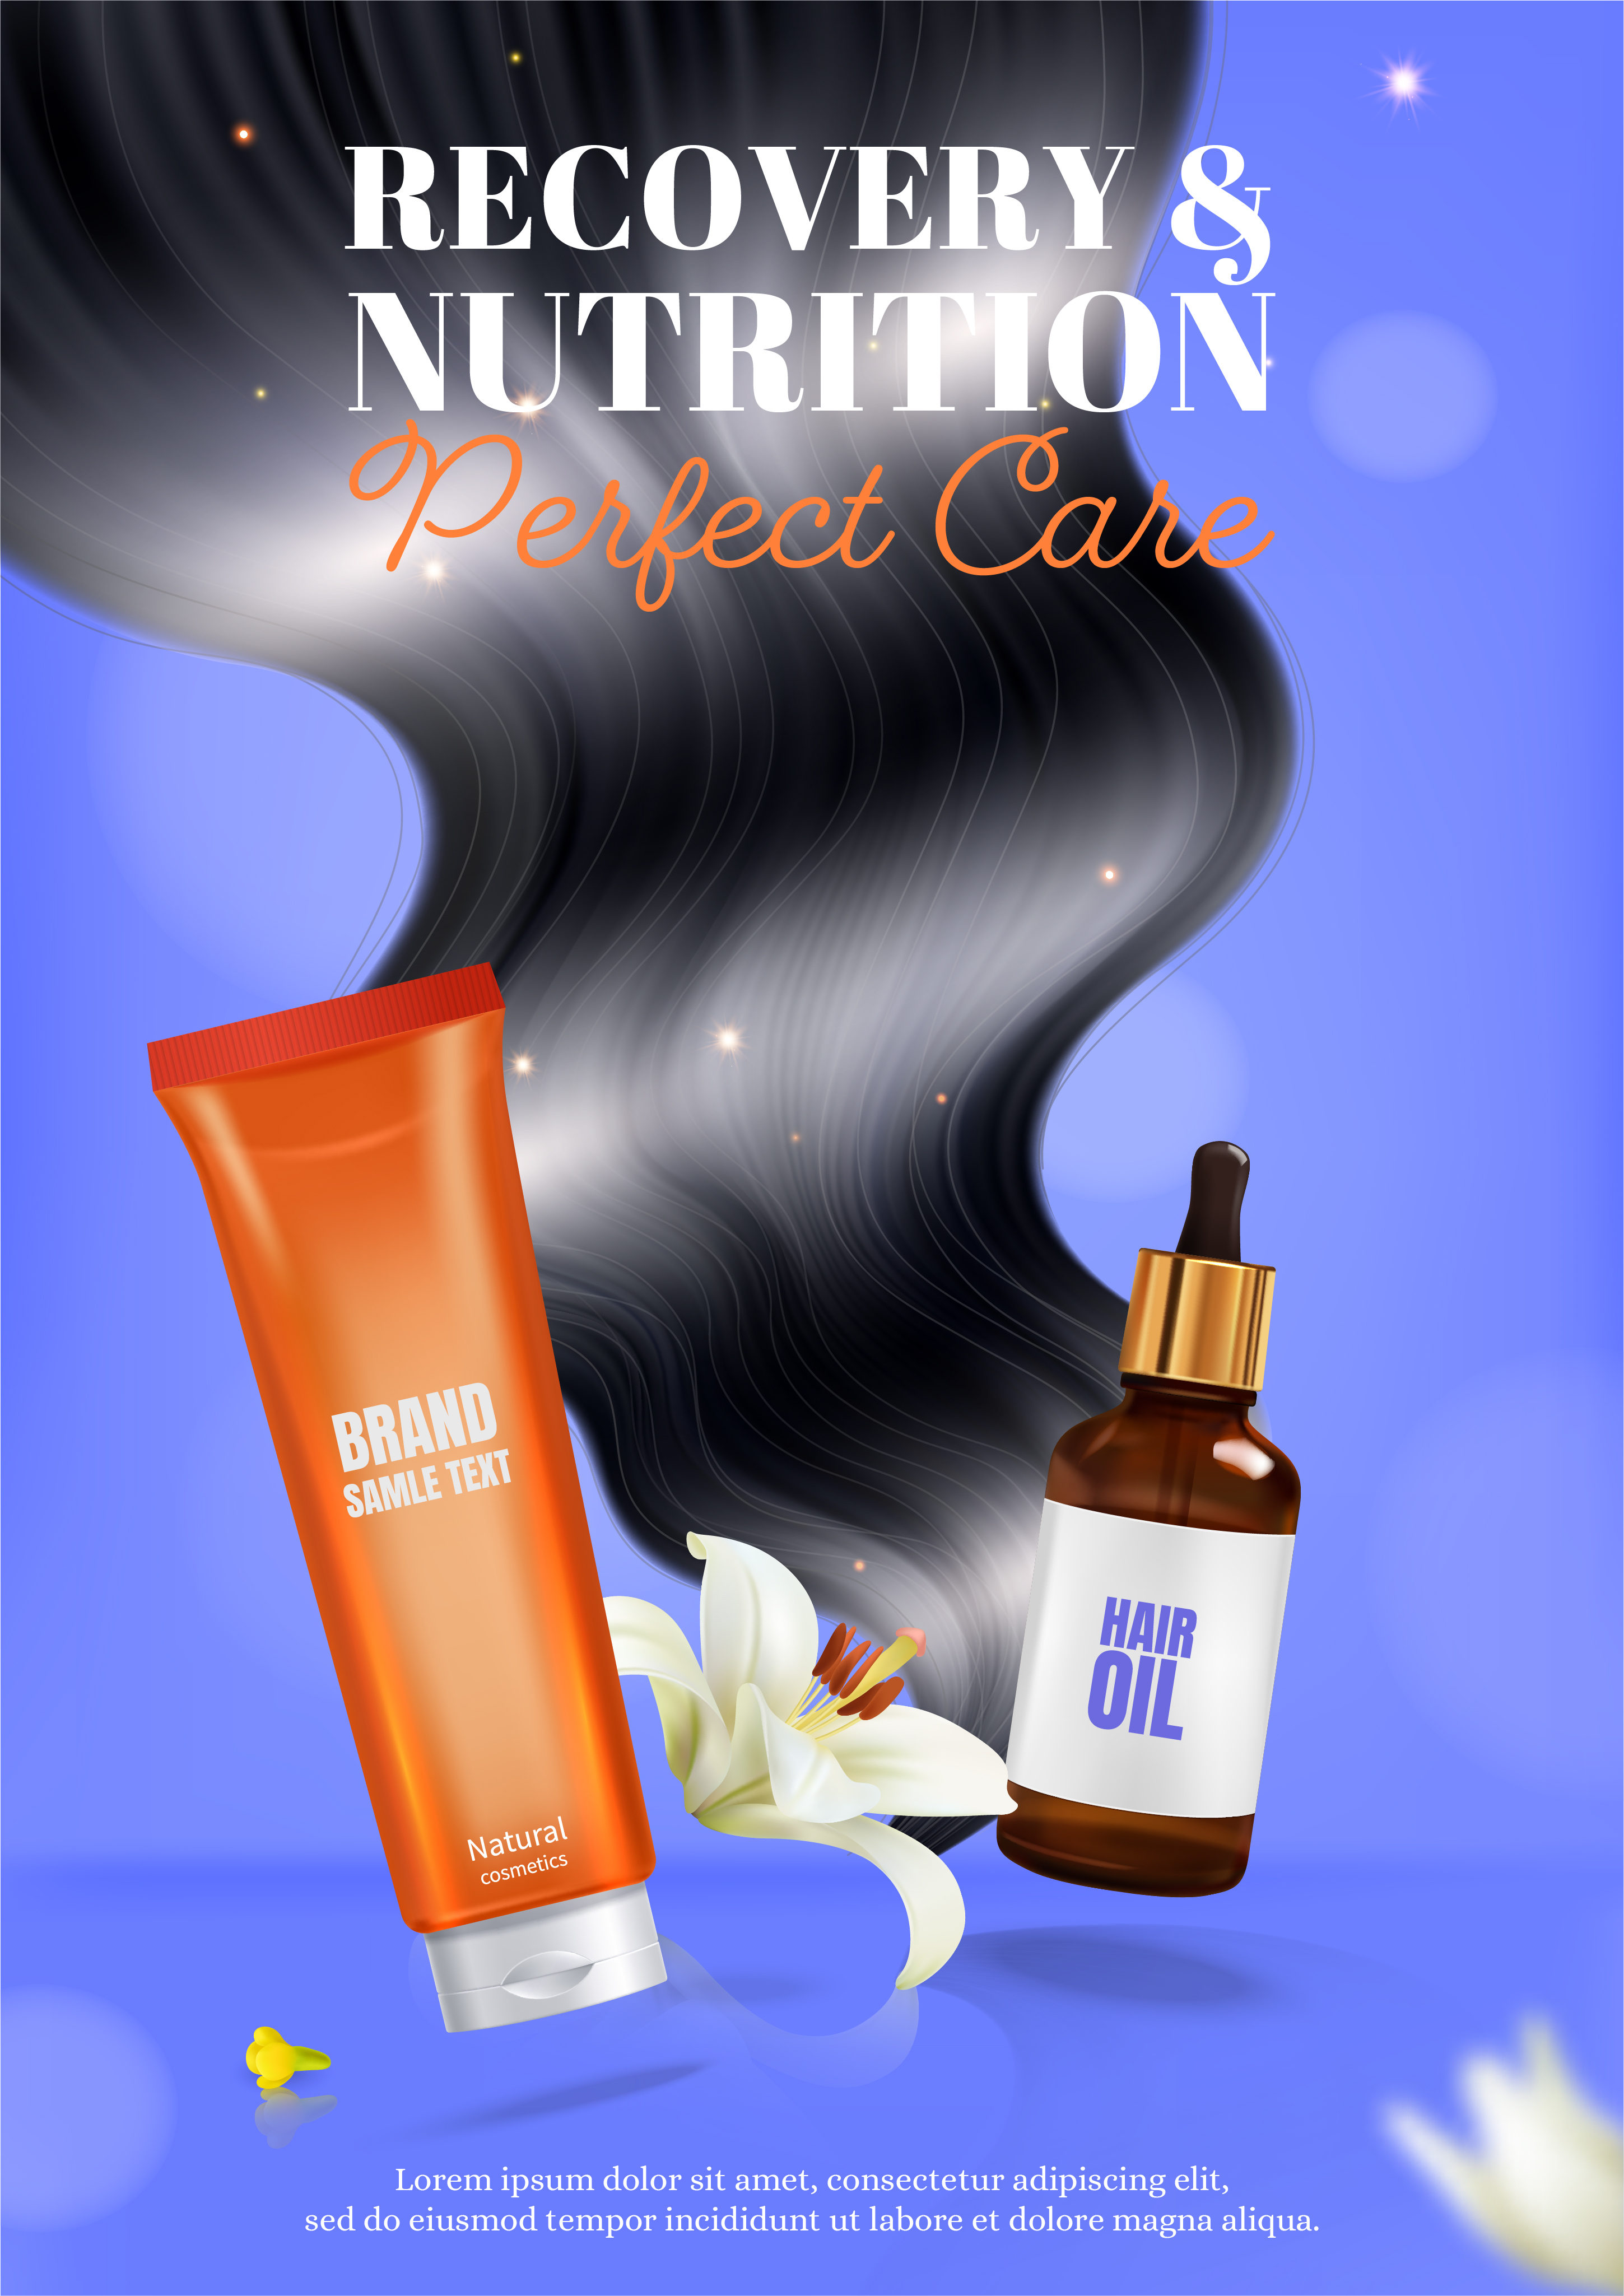 RECOVERY &
NUTRITION
Perfect Care
BRAND
SAMLE TEXT
Natural
cosmetics
HAIR
OIL
Lorem ipsum dolor sit amet, consectetur adipiscing elit,
sed do eiusmod tempor incididunt ut labore et dolore magna aliqua.